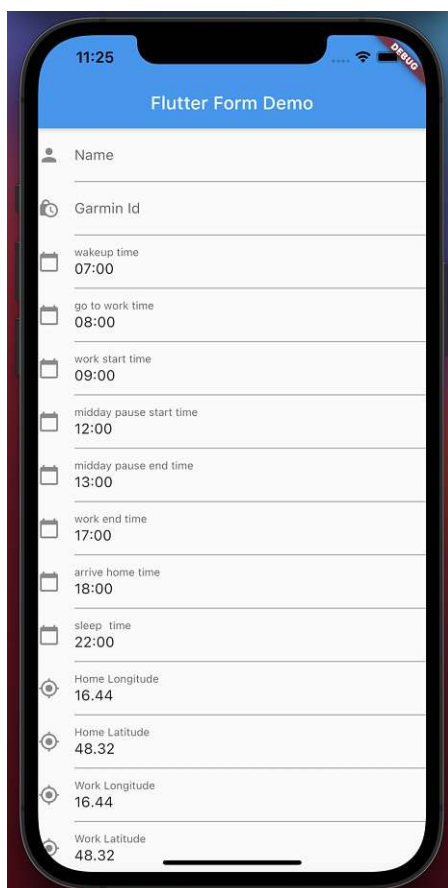 11:25
DEBUG
Flutter Form Demo
Name
Garmin Id
wakeup time
07:00
go to work time
08:00
work start time
09:00
midday pause start time
12:00
midday pause end time
13:00
work end time
17:00
arrive home time
18:00
sleep  time
22:00
Home Longitude
16.44
Home Latitude
48.32
Work Longitude
16.44
Work Latitude
48.32